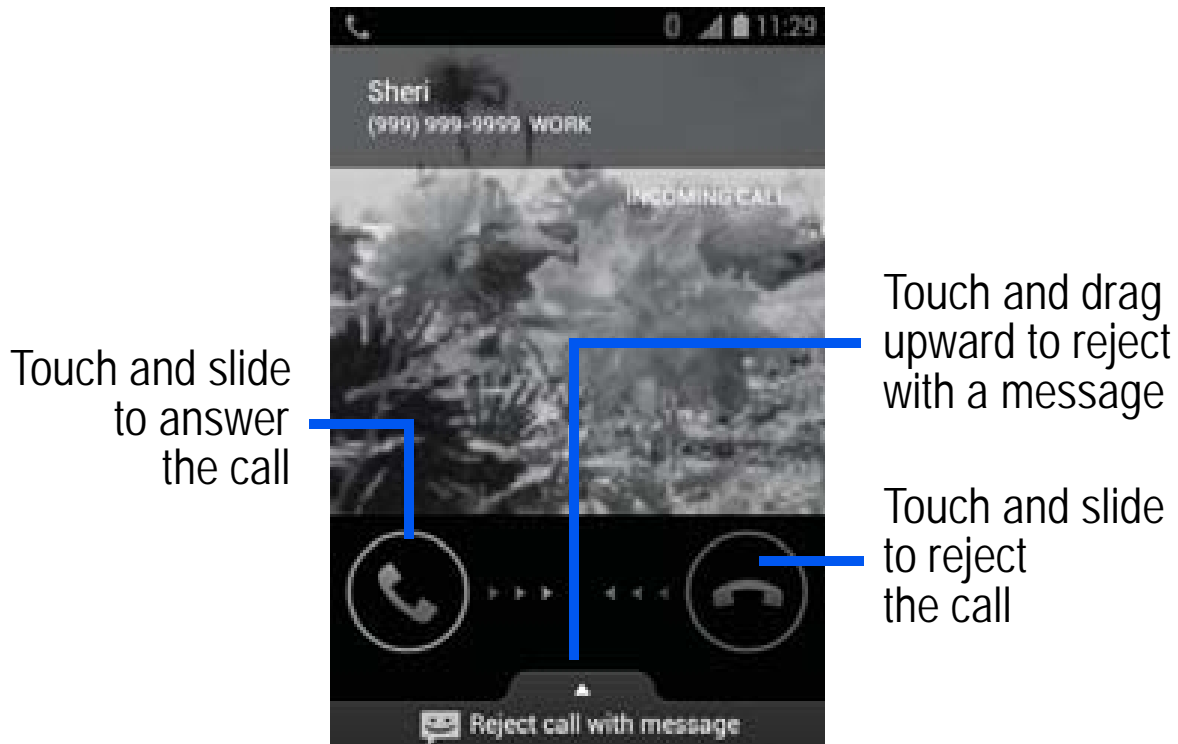 11:29
Sheri
(999) 999-9999 WORK
INCOMING CALL
Touch and slide
to answer
the call
Touch and drag
upward to reject
with a message
Touch and slide
to reject
the call
Reject call with message